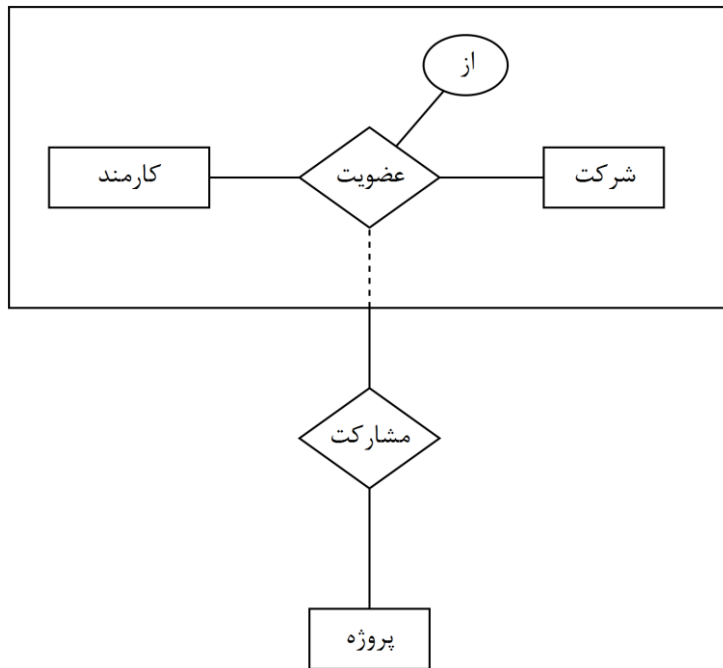 از
کارمند
عضویت
شرکت
مشارکت
پروژه